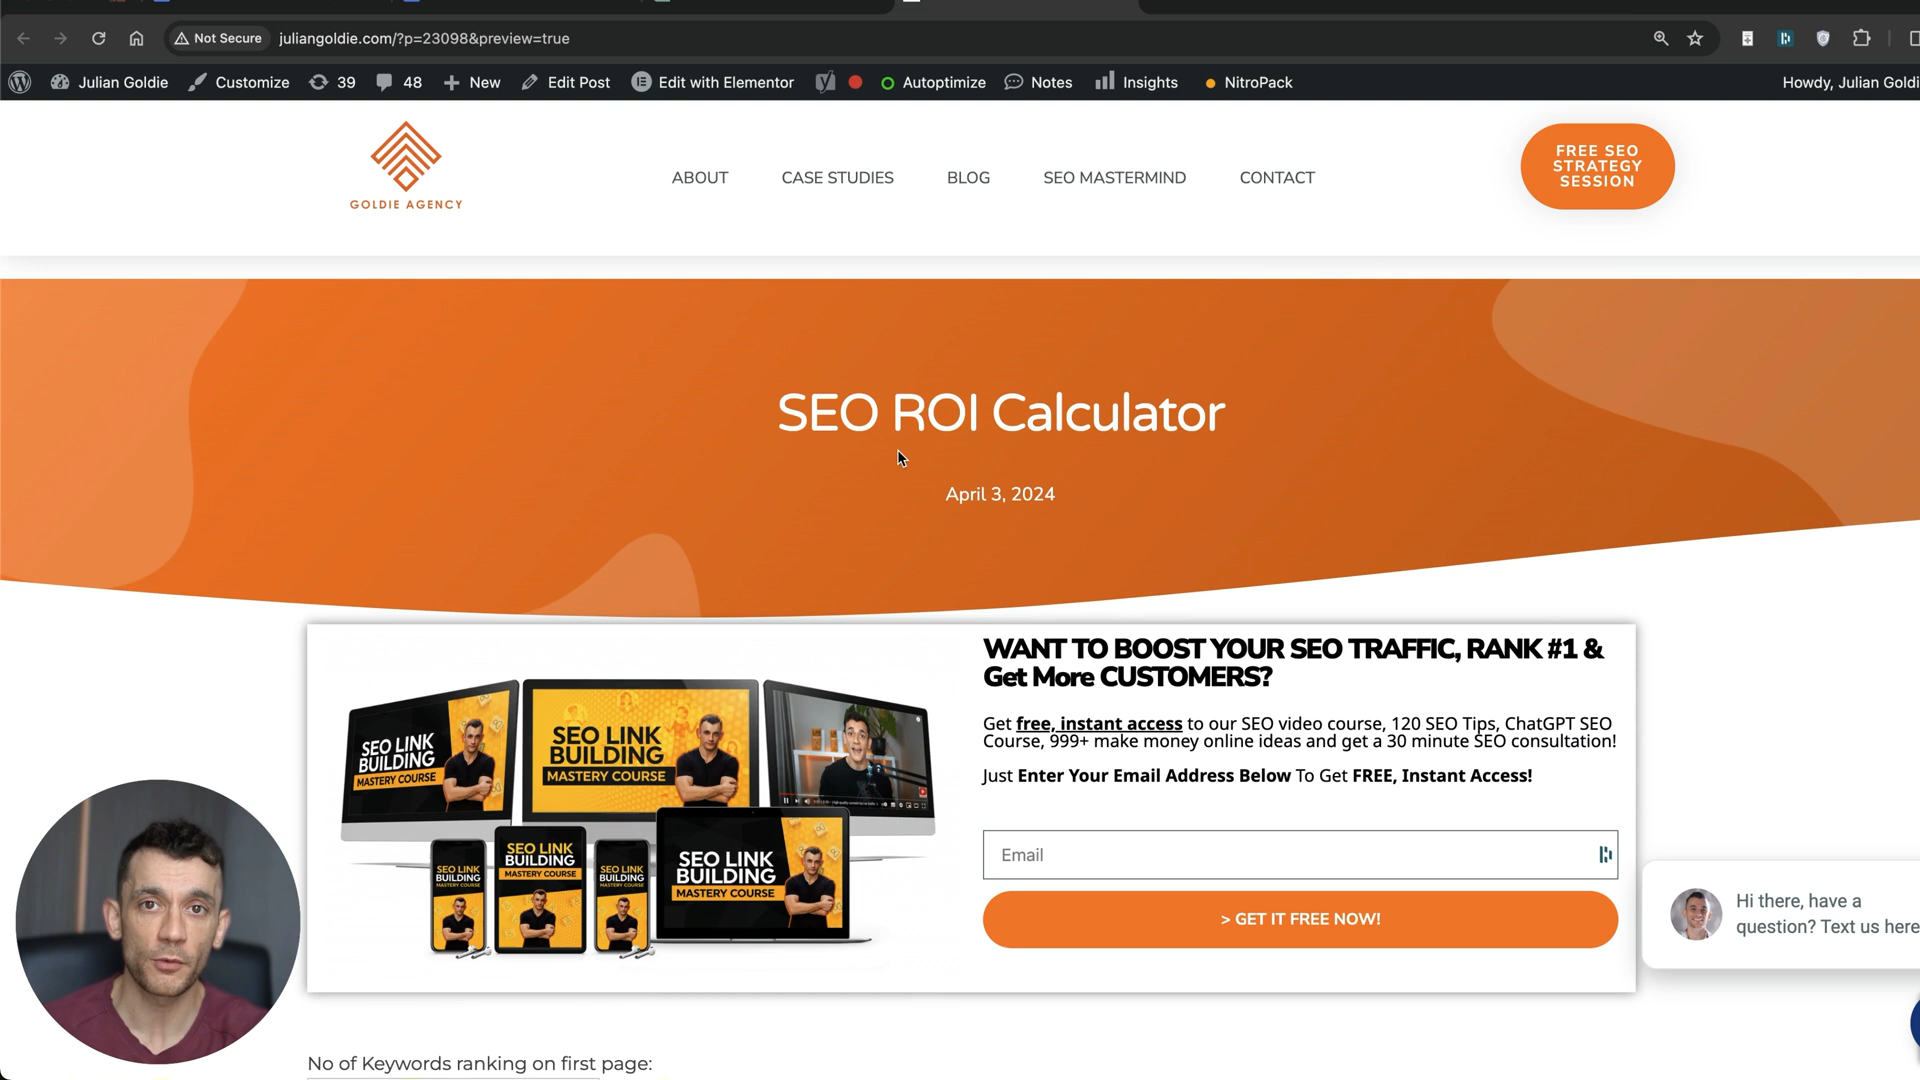 Not Secure
juliangoldie.com/?p=23098&preview=true
Julian Goldie
Customize
39
48
New
Edit Post
Edit with Elementor
Autoptimize
Notes
Insights
NitroPack
Howdy, Julian Goldi
GOLDIE AGENCY
ABOUT
CASE STUDIES
BLOG
SEO MASTERMIND
CONTACT
FREE SEO
STRATEGY
SESSION
SEO ROI Calculator
April 3, 2024
SEO LINK
BUILDING
MASTERY COURSE
SEO LINK
BUILDING
MASTERY COURSE
SEO LINK
BUILDING
MASTERY COURSE
SEO LINK
BUILDING
MASTERY COURSE
SEO LINK
BUILDING
MASTERY COURSE
SEO LINK
BUILDING
MASTERY COURSE
WANT TO BOOST YOUR SEO TRAFFIC, RANK #1 &
Get More CUSTOMERS?
Get free, instant access to our SEO video course, 120 SEO Tips, ChatGPT SEO
Course, 999+ make money online ideas and get a 30 minute SEO consultation!
Just Enter Your Email Address Below To Get FREE, Instant Access!
Email
> GET IT FREE NOW!
Hi there, have a
question? Text us here
No of Keywords ranking on first page: